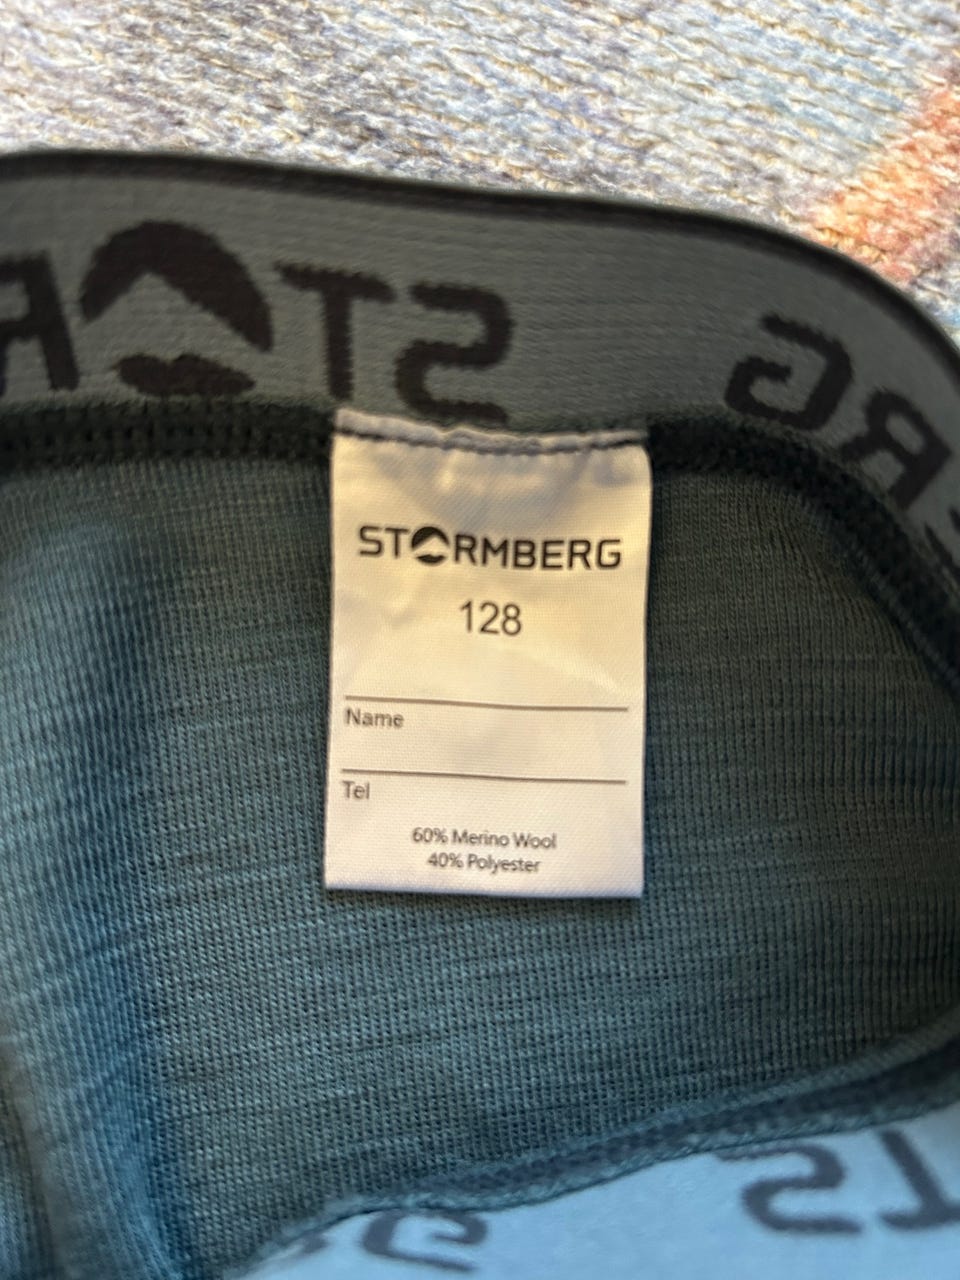 STORMBERG
128
Name
Tel
60% Merino Wool
40% Polyester